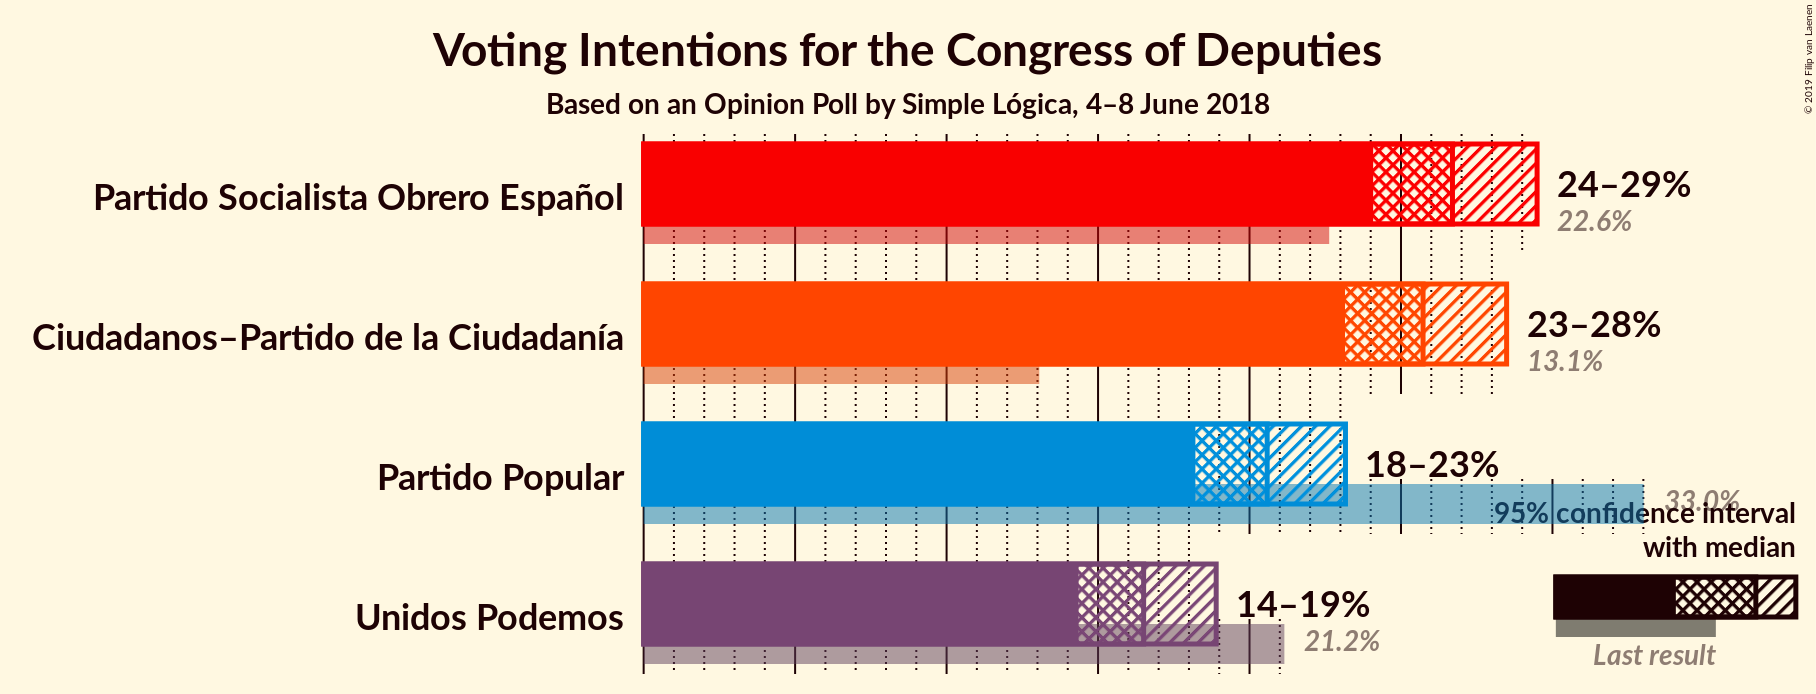 Voting Intentions for the Congress of Deputies
Based on an Opinion Poll by Simple Lógica, 4–8 June 2018
© 2019 Filip van Laenen
Partido Socialista Obrero Español
24–29%
22.6%
Ciudadanos–Partido de la Ciudadanía
23–28%
13.1%
Partido Popular
18–23%
33.0%
95% confidence interval
with median
Unidos Podemos
14–19%
21.2%
Last result